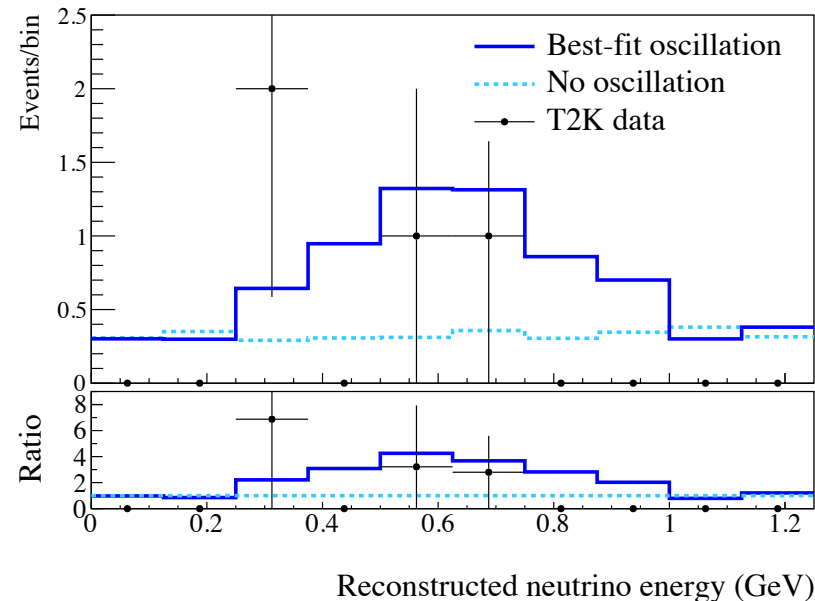 Events/bin
2.5
2
1.5
1
0.5
0
Best-fit oscillation
No oscillation
T2K data
Ratio
8
6
4
2
0
0 0.2 0.4 0.6 0.8 1 1.2
Reconstructed neutrino energy (GeV)